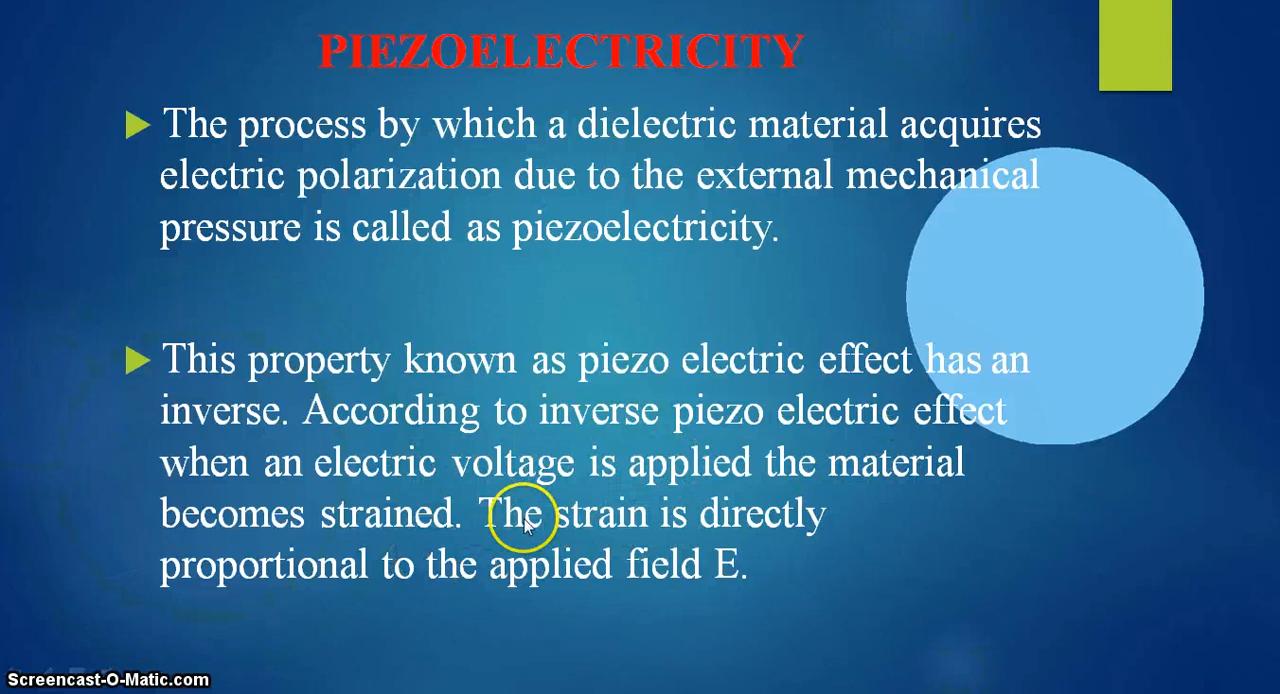 PIEZOELECTRICITY
The process by which a dielectric material acquires
electric polarization due to the external mechanical
pressure is called as piezoelectricity.
This property known as piezo electric effect has an
inverse. According to inverse piezo electric effect
when an electric voltage is applied the material
becomes strained. The strain is directly
proportional to the applied field E.
Screencast-O-Matic.com